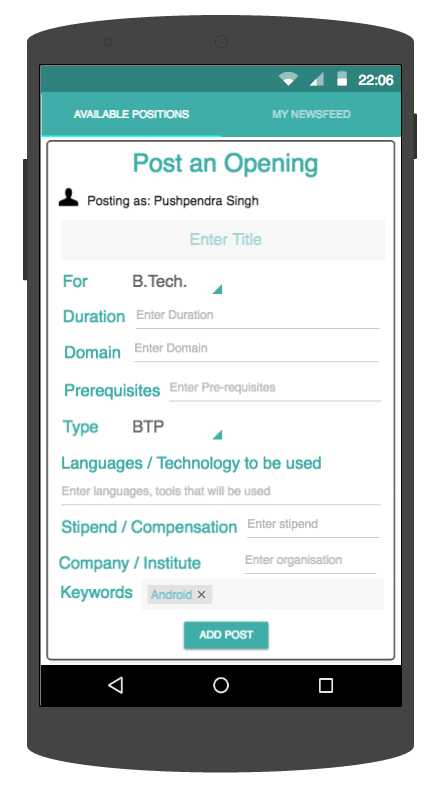 22:06
AVAILABLE POSITIONS MY NEWSFEED
Post an Opening
Posting as: Pushpendra Singh
Enter Title
For B.Tech.
Duration Enter Duration
Domain Enter Domain
Prerequisites Enter Pre-requisites
Type BTP
Languages / Technology to be used
Enter languages, tools that will be used
Stipend / Compensation Enter stipend
Company / Institute Enter organisation
Keywords Android ×
ADD POST